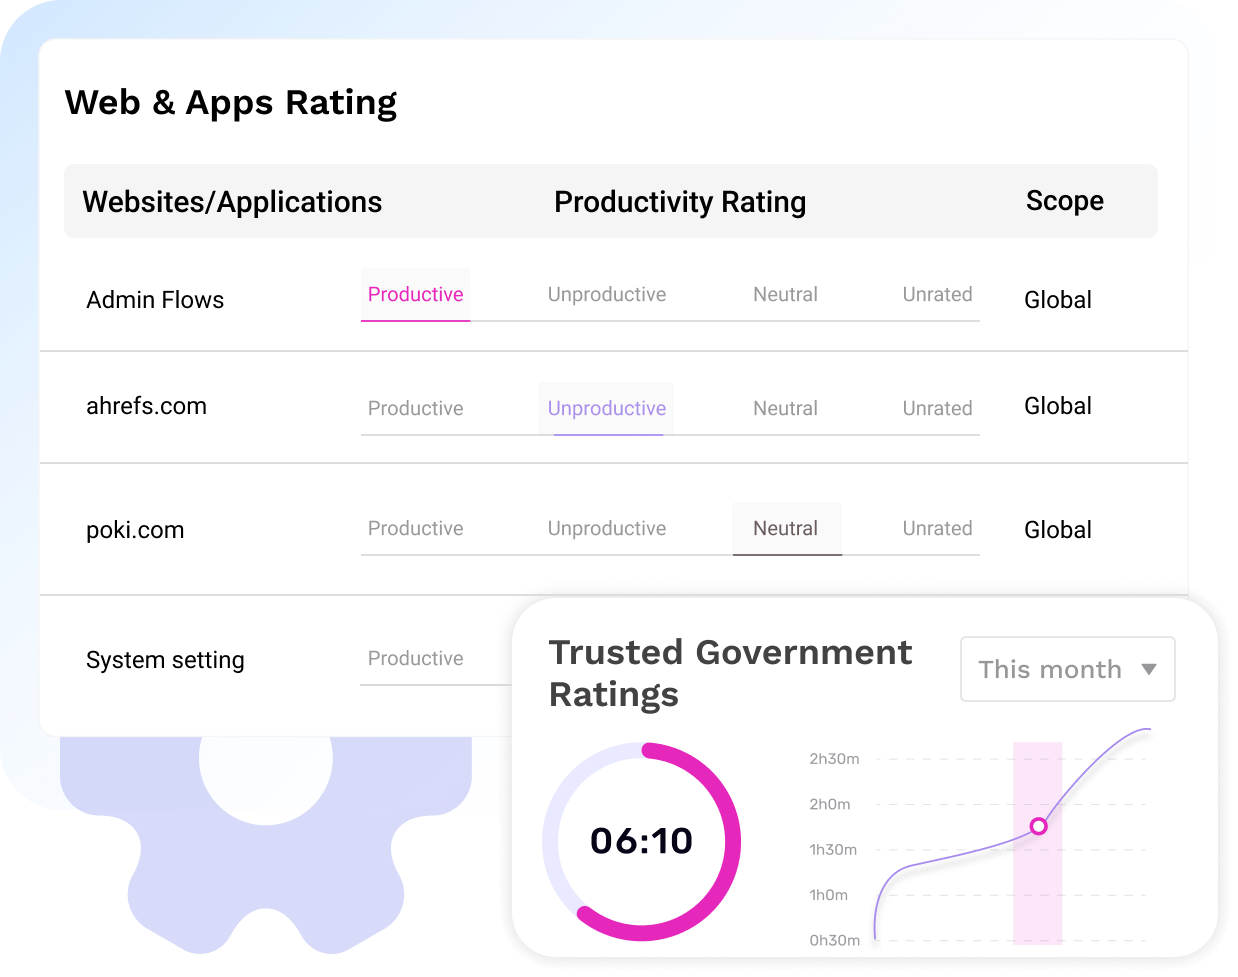 Web & Apps Rating
Websites/Applications Productivity Rating Scope
Admin Flows Productive Unproductive Neutral Unrated Global
ahrefs.com Productive Unproductive Neutral Unrated Global
poki.com Productive Unproductive Neutral Unrated Global
System setting Productive
Trusted Government
Ratings
This month
06:10
2h30m
2h0m
1h30m
1h0m
0h30m